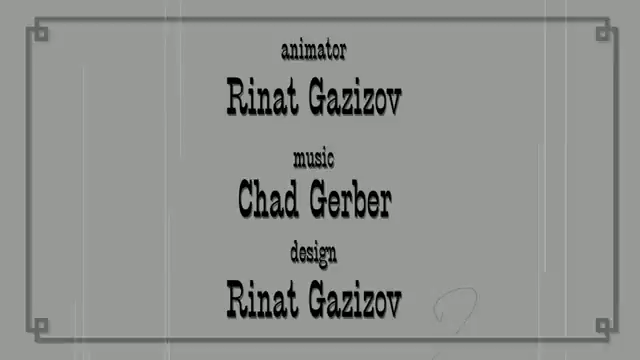 animator
Rinat Gazizov
music
Chad Gerber
design
Rinat Gazizov